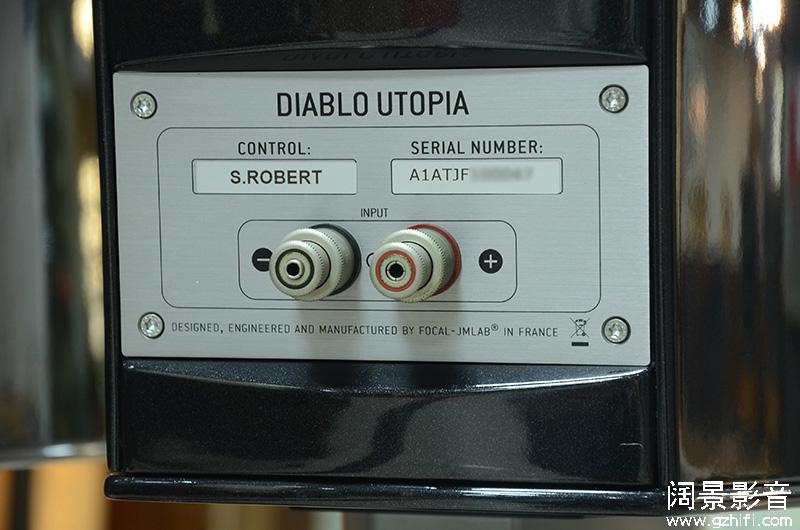 DIABLO UTOPIA
CONTROL: SERIAL NUMBER:
S.ROBERT A1ATJF
INPUT
DESIGNED, ENGINEERED AND MANUFACTURED BY FOCAL-JMLAB® IN FRANCE
阔景影音
www.gzhifi.com